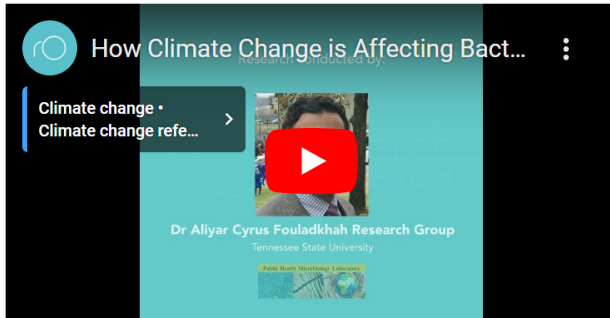 How Climate Change is Affecting Bact...
Research conducted by:
Climate change •
Climate change refe...
Dr Aliyar Cyrus Fouladkhah Research Group
Tennessee State University
Public Health Microbiology Laboratory